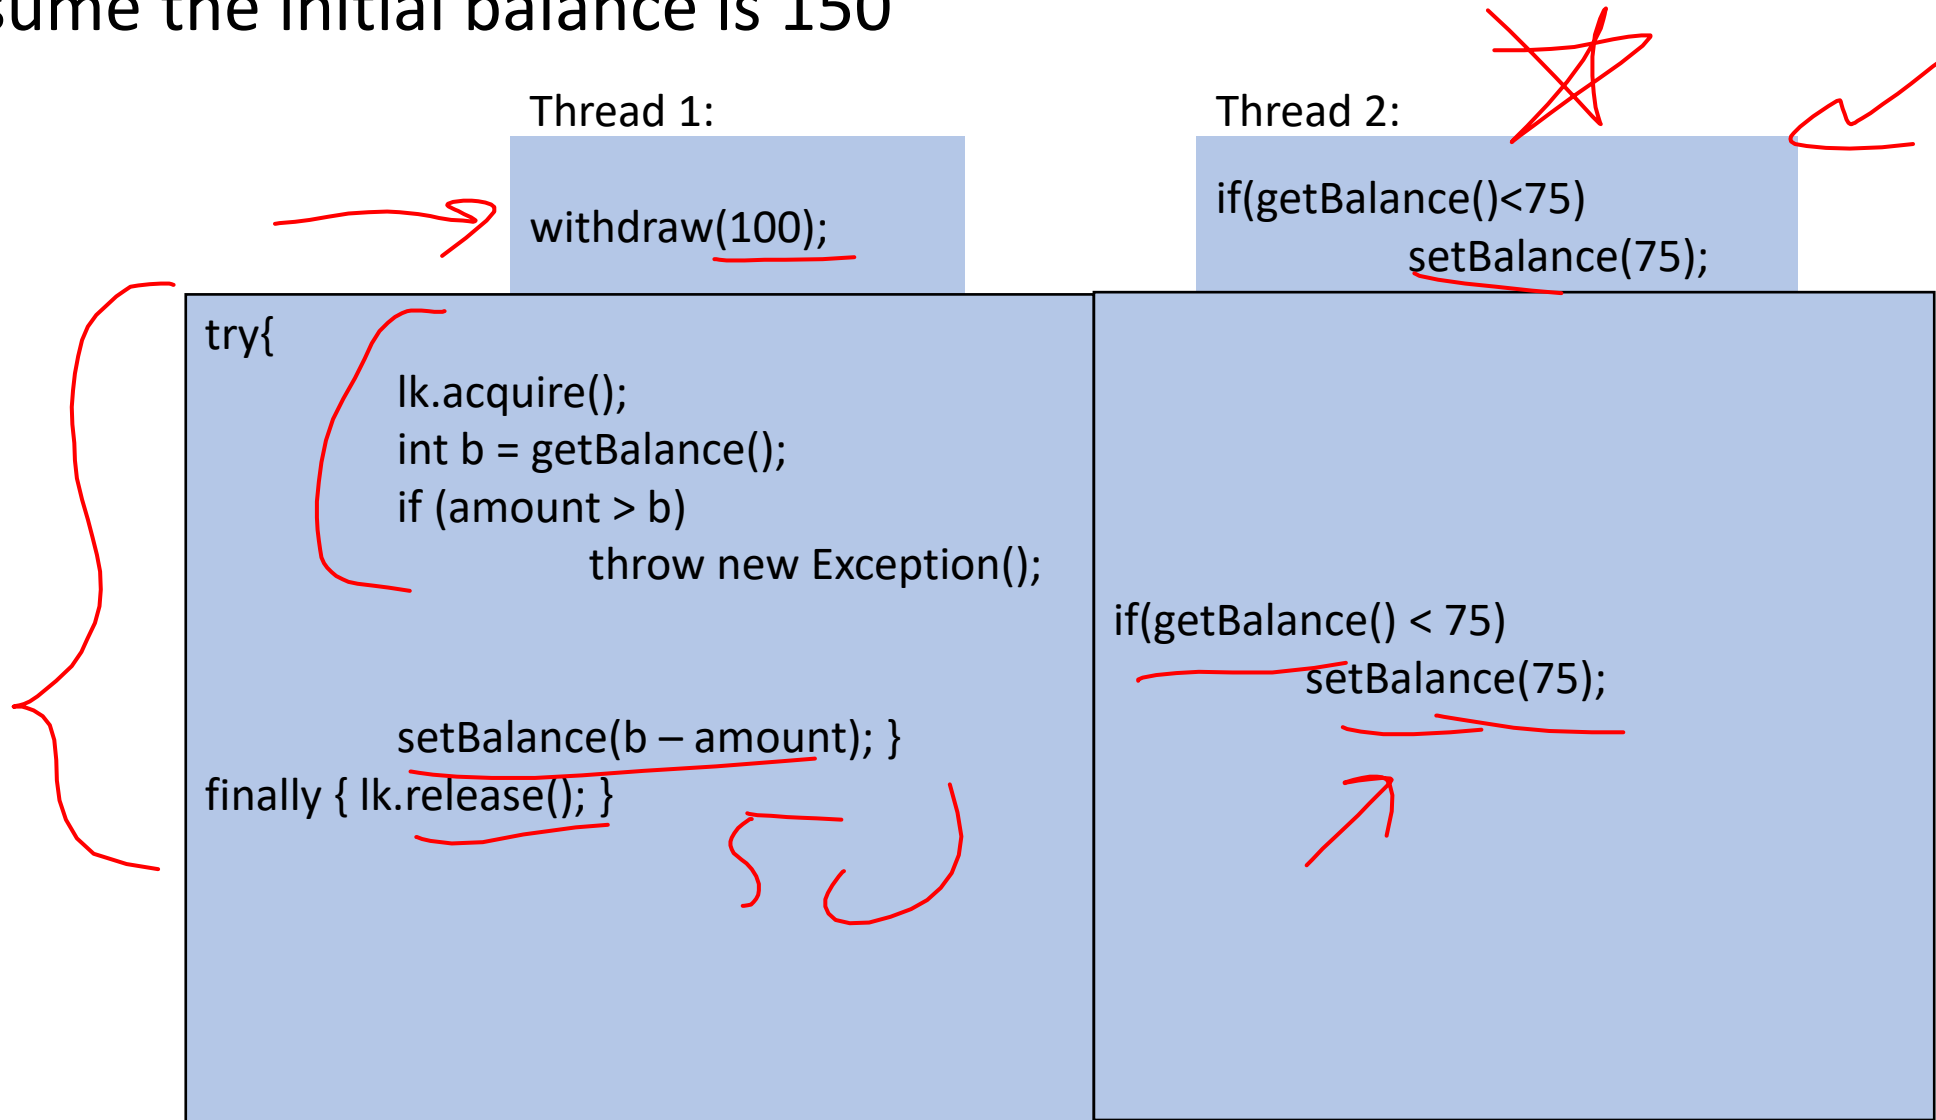 sume the initial balance is 150
Thread 1:
withdraw(100);
Thread 2:
if(getBalance()<75)
setBalance(75);
try{
lk.acquire();
int b = getBalance();
if (amount > b)
throw new Exception();
setBalance(b – amount); }
finally { lk.release(); }
50
if(getBalance() < 75)
setBalance(75);